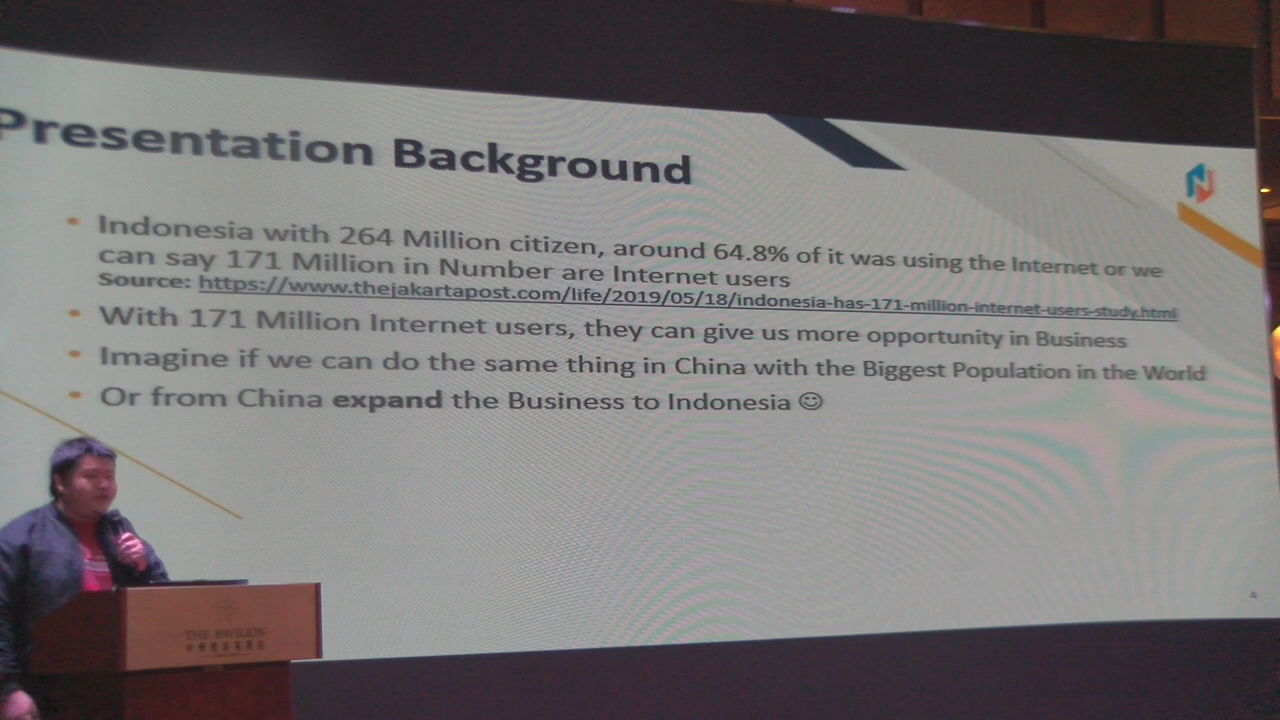 Presentation Background
• Indonesia with 264 Million citizen, around 64.8% of it was using the Internet or we
can say 171 Million in Number are Internet users
Source: https://www.thejakartapost.com/life/2019/05/18/indonesia-has-171-million-internet-users-study.html
• With 171 Million Internet users, they can give us more opportunity in Business
• Imagine if we can do the same thing in China with the Biggest Population in the World
• Or from China expand the Business to Indonesia ☺
THE PAVILION